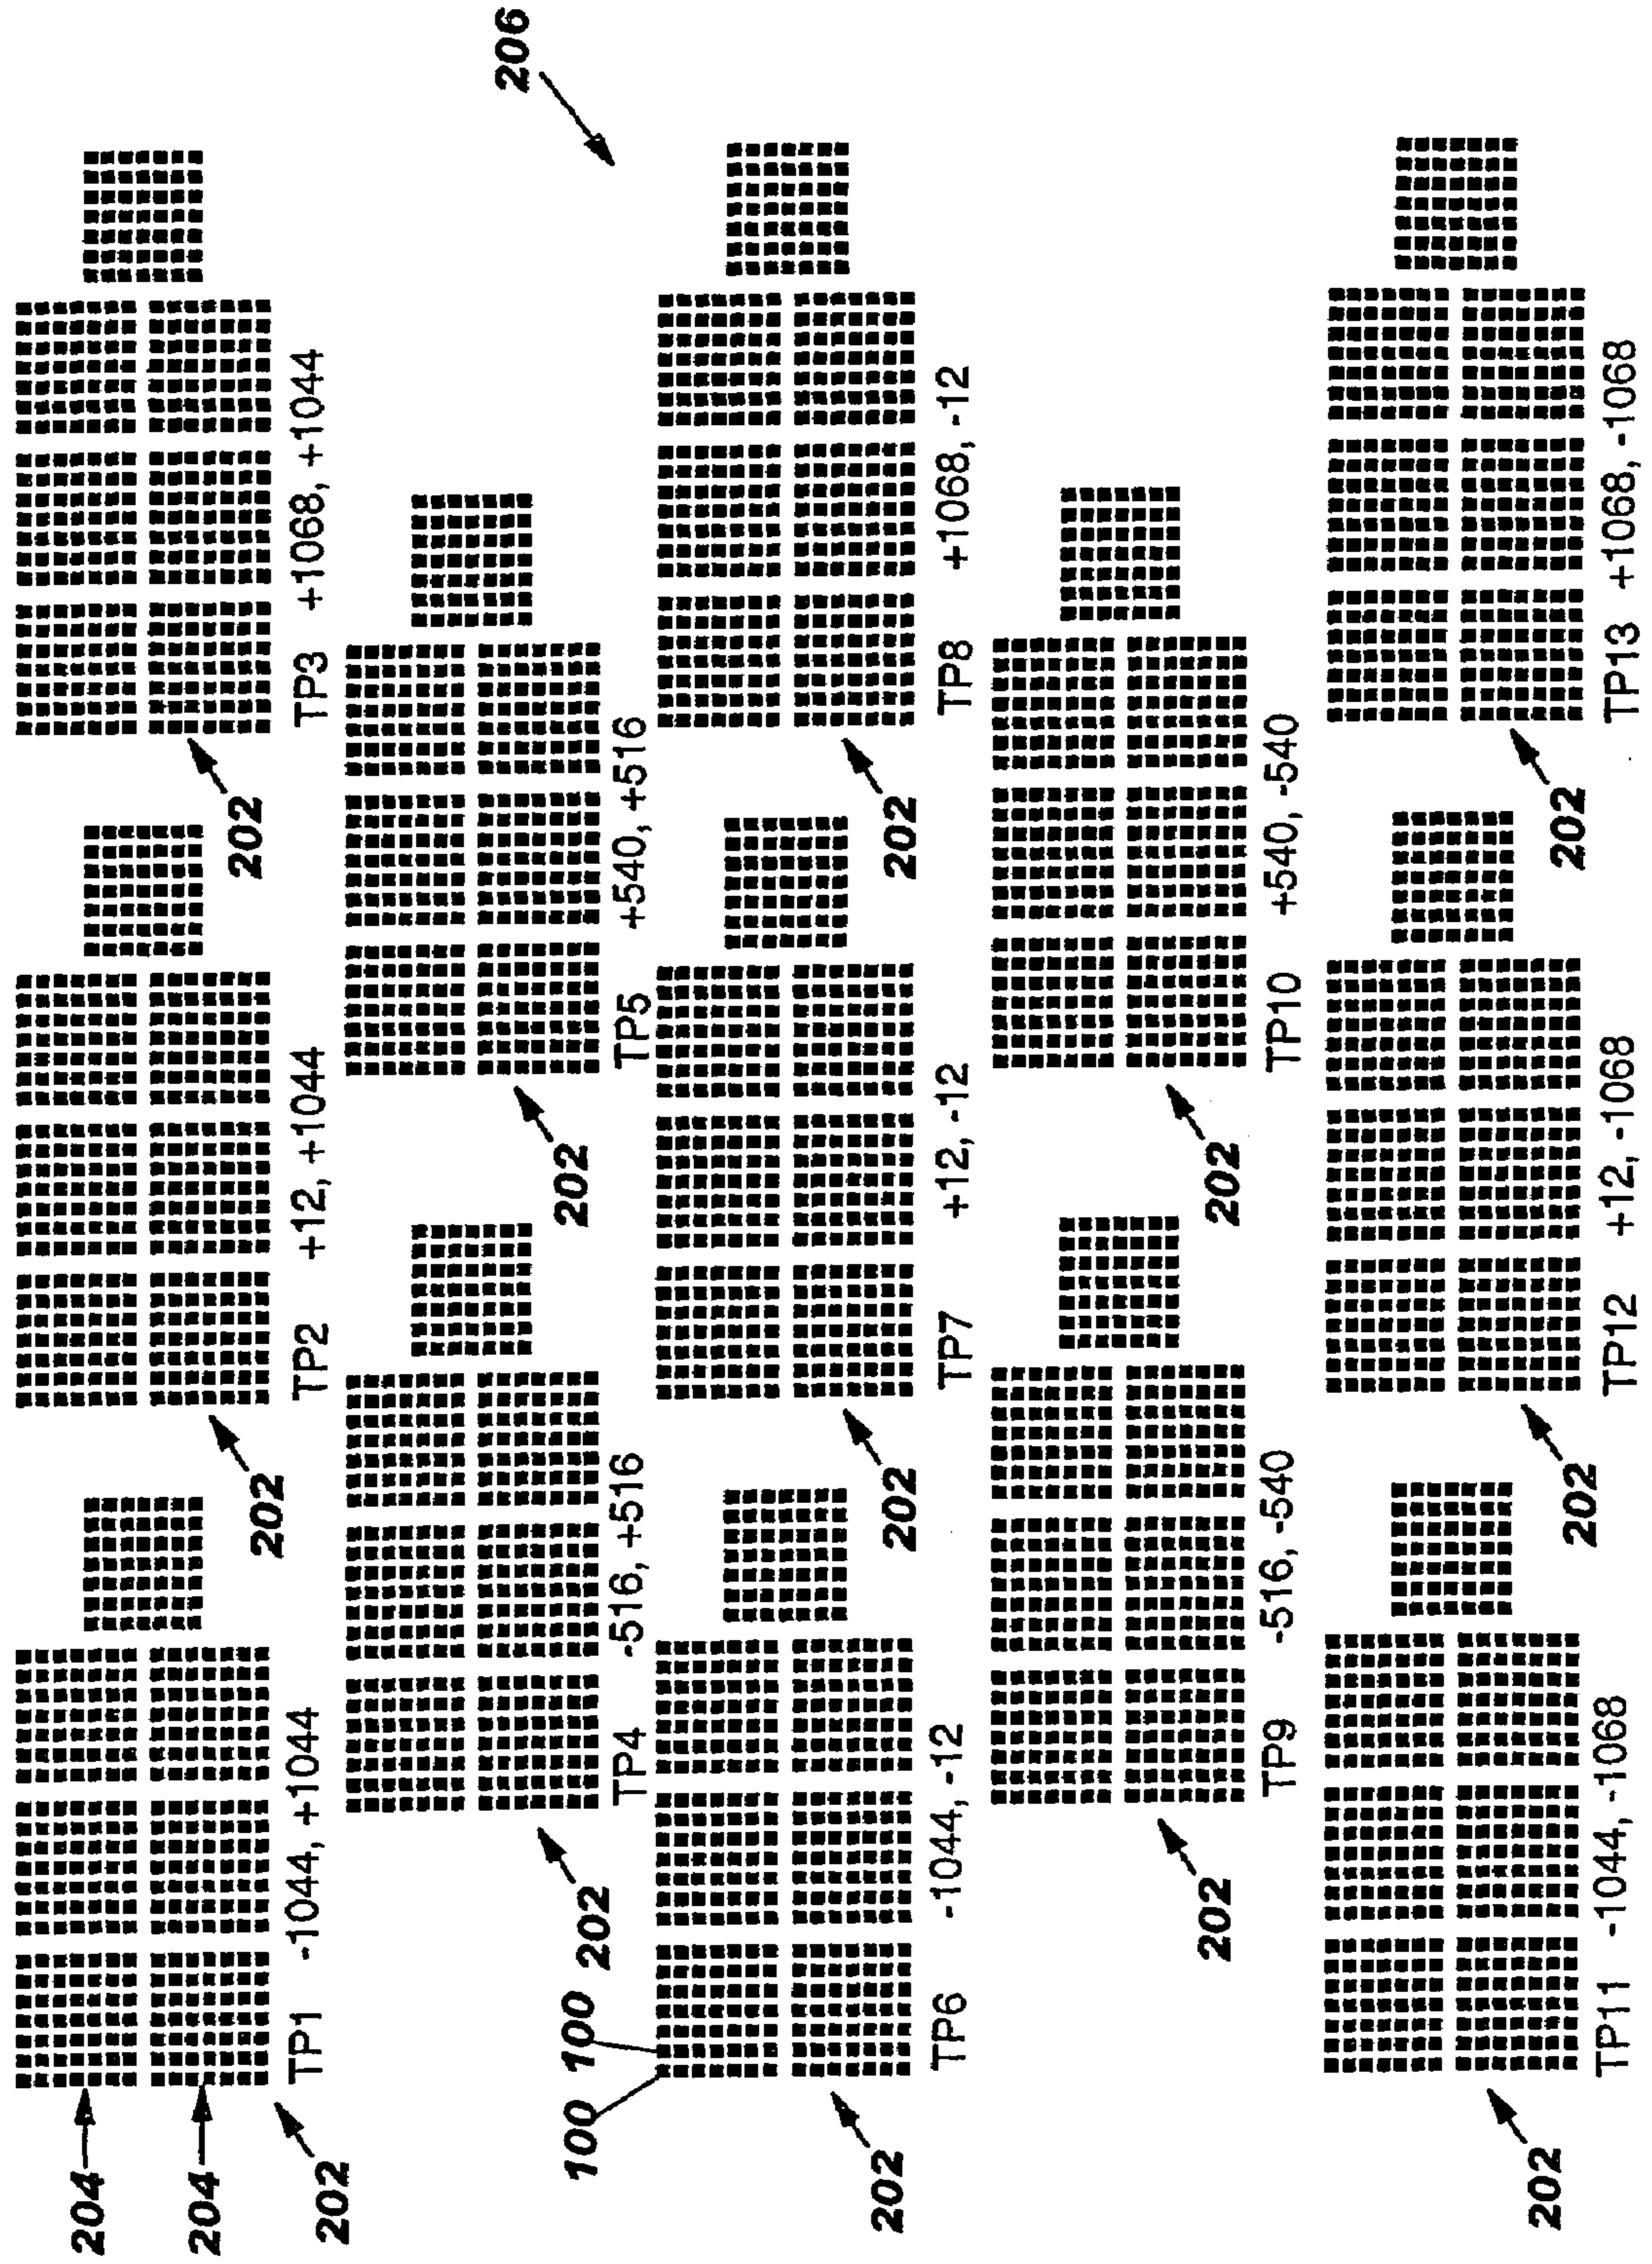 204
204
202
202
202
TP1 -1044, +1044
TP2 +12, +1044
TP3 +1068, +1044
206
100
100
202
202
TP4 -516, +516
TP5 +540, +516
202
202
202
TP6 -1044, -12
TP7 +12, -12
TP8 +1068, -12
202
202
TP9 -516, -540
TP10 +540, -540
202
202
202
TP11 -1044, -1068
TP12 +12, -1068
TP13 +1068, -1068